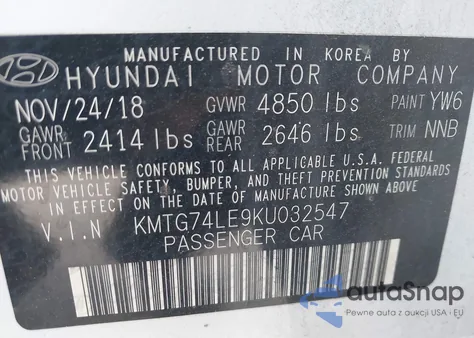 MANUFACTURED IN KOREA BY
HYUNDAI MOTOR COMPANY
NOV/24/18 GVWR 4850 lbs PAINT YW6
GAWR FRONT 2414 lbs GAWR REAR 2646 lbs TRIM NNB
THIS VEHICLE CONFORMS TO ALL APPLICABLE U.S.A. FEDERAL
MOTOR VEHICLE SAFETY, BUMPER, AND THEFT PREVENTION STANDARDS
IN EFFECT ON THE DATE OF MANUFACTURE SHOWN ABOVE.
V.I.N KMTG74LE9KU032547
PASSENGER CAR
autoSnap
Pewne auta z USA i EU